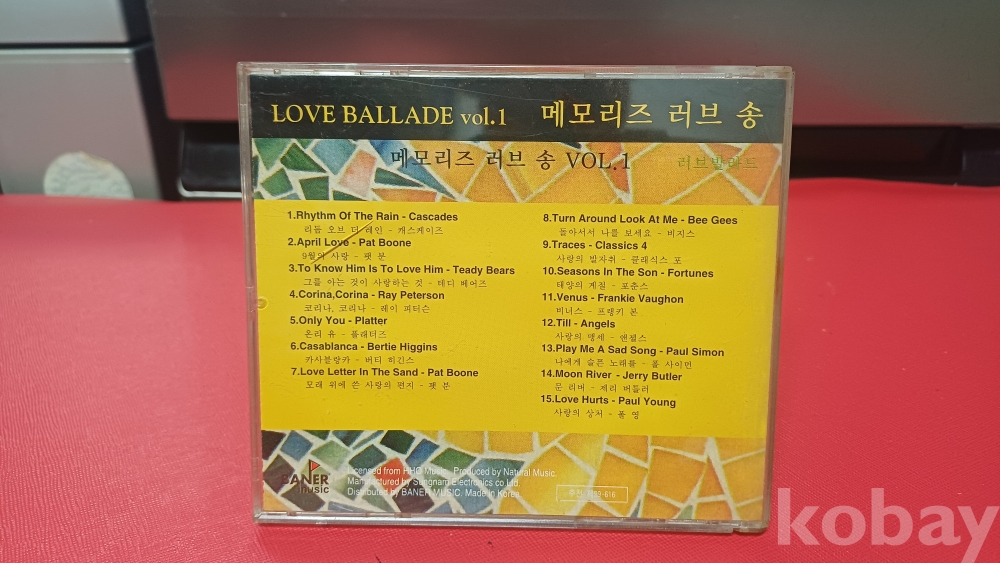 LOVE BALLADE vol.1 메모리즈 러브 송
메모리즈 러브 송 VOL.1 러브발라드
1.Rhythm Of The Rain - Cascades
리듬 오브 더 레인 - 캐스케이즈
2.April Love - Pat Boone
9월의 사랑 - 팻 분
3.To Know Him Is To Love Him - Teady Bears
그를 아는 것이 사랑하는 것 - 테디 베어즈
4.Corina,Corina - Ray Peterson
코리나, 코리나 - 레이 피터슨
5.Only You - Platter
온리 유 - 플래터즈
6.Casablanca - Bertie Higgins
카사블랑카 - 버티 히긴스
7.Love Letter In The Sand - Pat Boone
모래 위에 쓴 사랑의 편지 - 팻 분
8.Turn Around Look At Me - Bee Gees
돌아서서 나를 보세요 - 비지스
9.Traces - Classics 4
사랑의 발자취 - 클래식스 포
10.Seasons In The Son - Fortunes
태양의 계절 - 포춘스
11.Venus - Frankie Vaughon
비너스 - 프랭키 본
12.Till - Angels
사랑의 맹세 - 앤젤스
13.Play Me A Sad Song - Paul Simon
나에게 슬픈 노래를 - 폴 사이먼
14.Moon River - Jerry Butler
문 리버 - 제리 버틀러
15.Love Hurts - Paul Young
사랑의 상처 - 폴 영
BANER
music
Licensed from HHO Music. Produced by Natural Music.
Manufactured by Sungnam Electronics co Ltd.
Distributed by BANER MUSIC. Made in Korea.
kobay